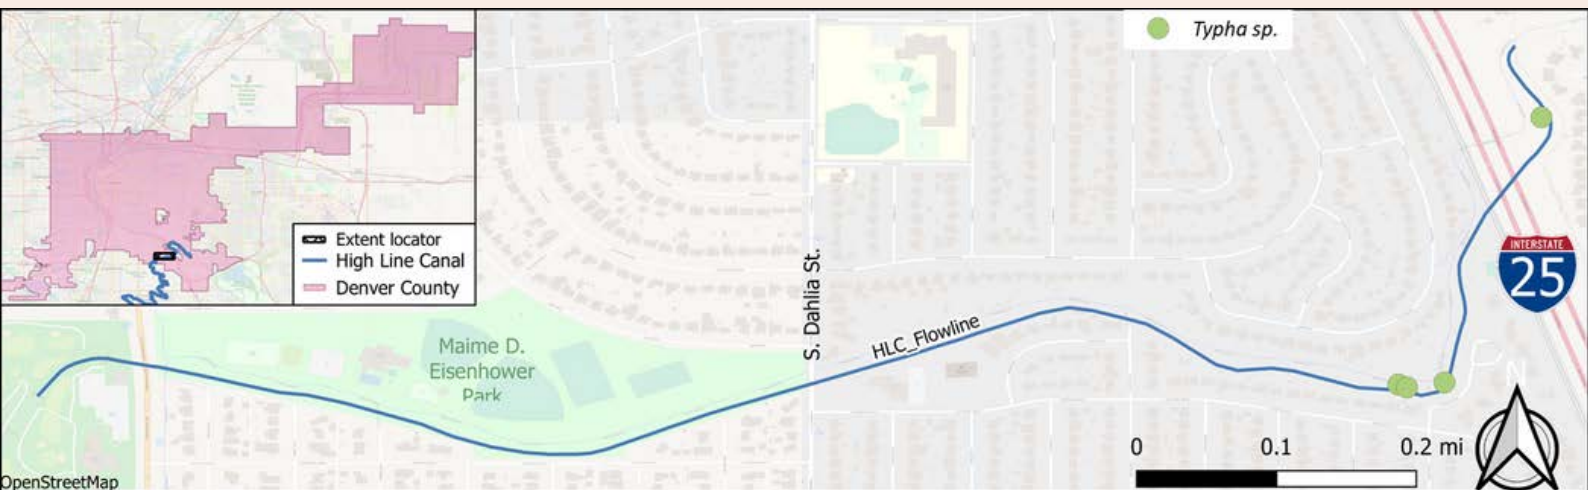 Typha sp.
Extent locator
High Line Canal
Denver County
S. Dahlia St.
INTERSTATE
25
HLC_Flowline
Maime D.
Eisenhower
Park
N
0 0.1 0.2 mi
OpenStreetMap